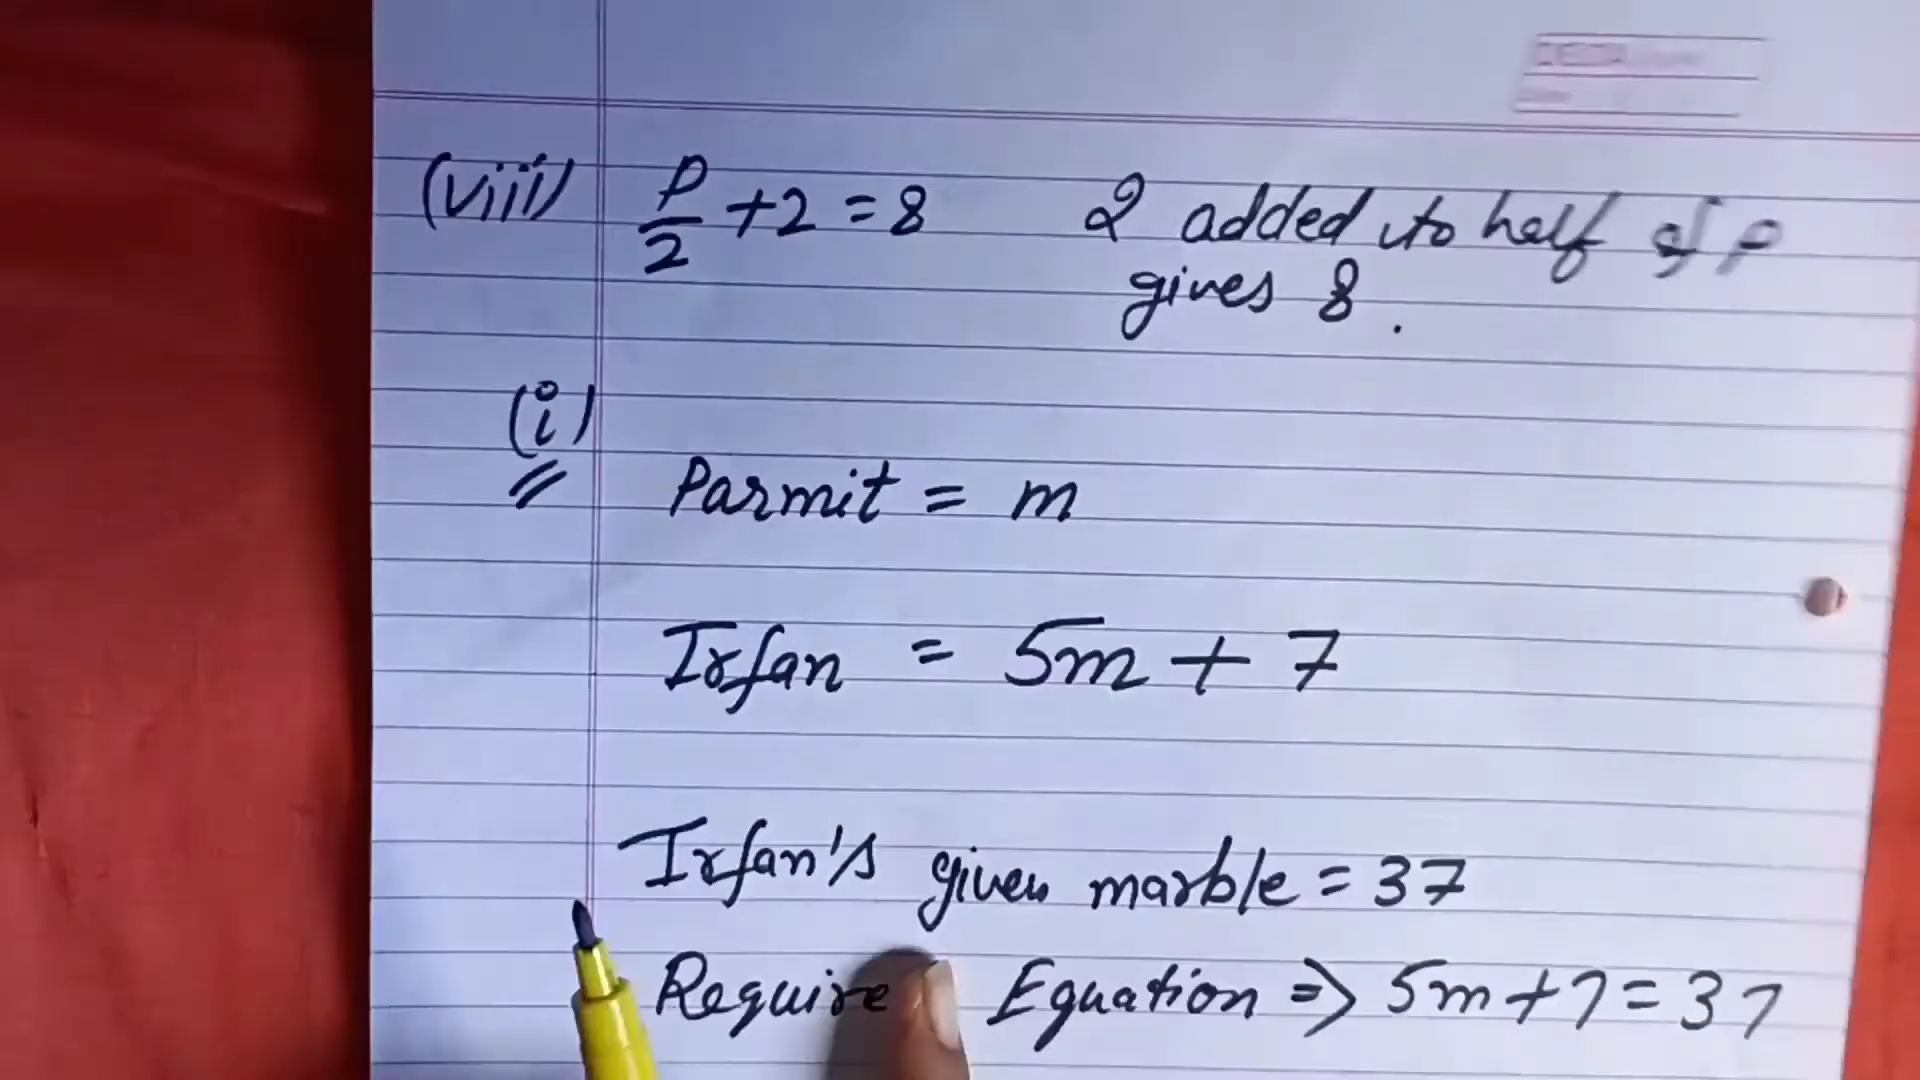 (viii) P/2 + 2 = 8 2 added to half of P
gives 8.
(i)
Parmit = m
Irfan = 5m + 7
Irfan's given marble = 37
Require Equation => 5m + 7 = 37